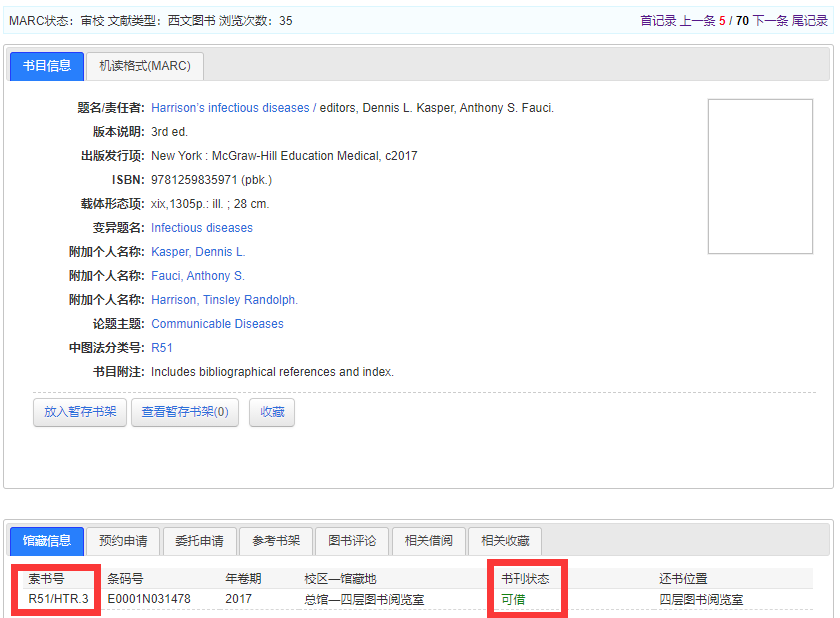 MARC状态：审校 文献类型：西文图书 浏览次数：35
首记录 上一条 5 / 70 下一条 尾记录
书目信息 机读格式(MARC)
题名/责任者: Harrison's infectious diseases / editors, Dennis L. Kasper, Anthony S. Fauci.
版本说明: 3rd ed.
出版发行项: New York : McGraw-Hill Education Medical, c2017
ISBN: 9781259835971 (pbk.)
载体形态项: xix,1305p.: ill. ; 28 cm.
变异题名: Infectious diseases
附加个人名称: Kasper, Dennis L.
附加个人名称: Fauci, Anthony S.
附加个人名称: Harrison, Tinsley Randolph.
论题主题: Communicable Diseases
中图法分类号: R51
书目附注: Includes bibliographical references and index.
放入暂存书架 查看暂存书架(0) 收藏
馆藏信息 预约申请 委托申请 参考书架 图书评论 相关借阅 相关收藏
索书号 条码号 年卷期 校区—馆藏地 书刊状态 还书位置
R51/HTR.3 E0001N031478 2017 总馆—四层图书阅览室 可借 四层图书阅览室